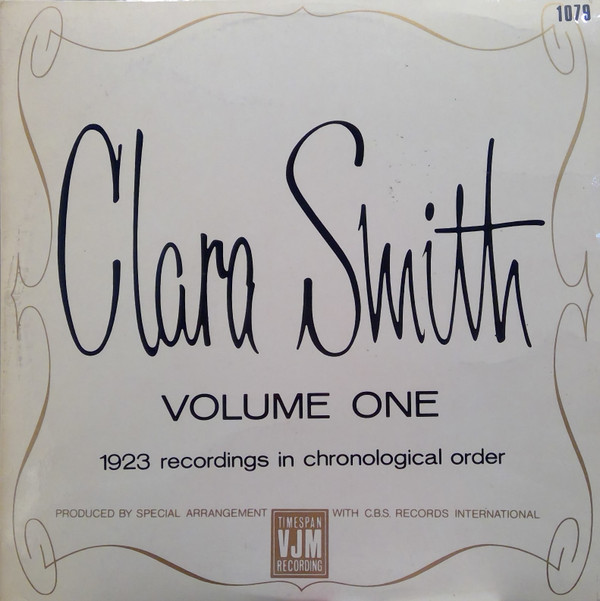 1079
Clara Smith
VOLUME ONE
1923 recordings in chronological order
PRODUCED BY SPECIAL ARRANGEMENT WITH C.B.S. RECORDS INTERNATIONAL
TIMESPAN
VJM
RECORDING